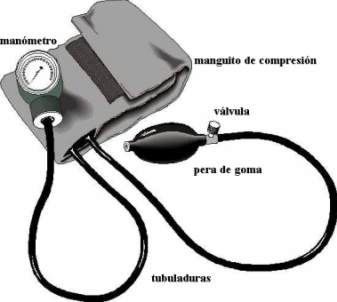 manómetro
manguito de compresión
válvula
pera de goma
tubuladuras